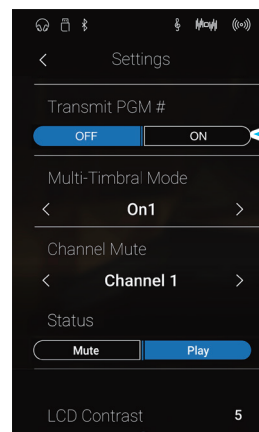 Settings
Transmit PGM #
OFF ON
Multi-Timbral Mode
< On1 >
Channel Mute
< Channel 1 >
Status
Mute Play
LCD Contrast 5